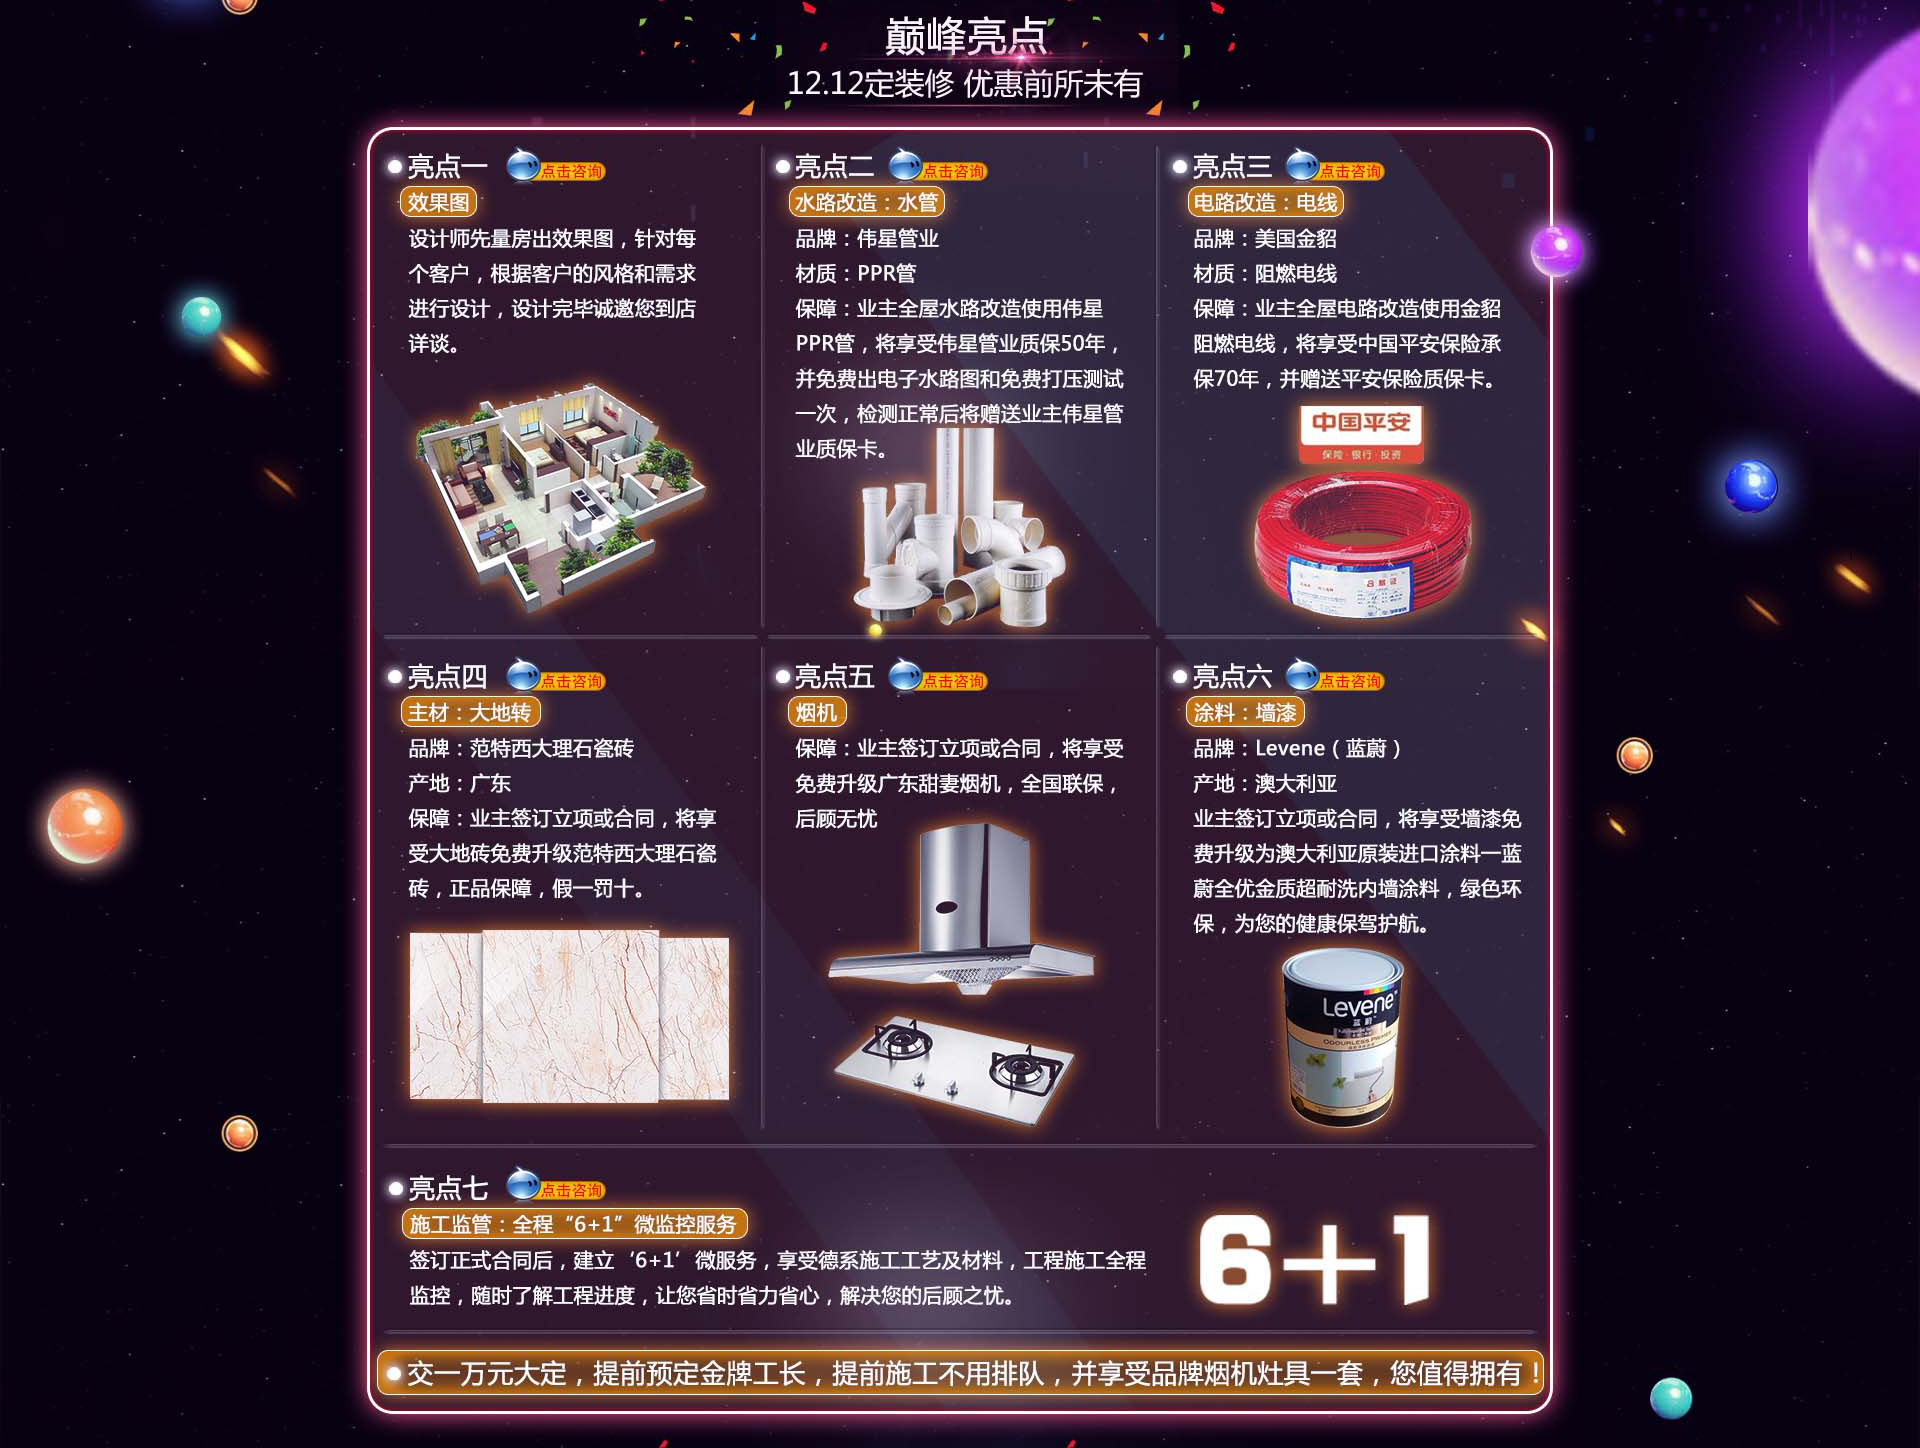 巅峰亮点
12.12定装修 优惠前所未有
亮点一
点击咨询
效果图
设计师先量房出效果图，针对每
个客户，根据客户的风格和需求
进行设计，设计完毕诚邀您到店
详谈。
亮点二
点击咨询
水路改造：水管
品牌：伟星管业
材质：PPR管
保障：业主全屋水路改造使用伟星
PPR管，将享受伟星管业质保50年，
并免费出电子水路图和免费打压测试
一次，检测正常后将赠送业主伟星管
业质保卡。
亮点三
点击咨询
电路改造：电线
品牌：美国金貂
材质：阻燃电线
保障：业主全屋电路改造使用金貂
阻燃电线，将享受中国平安保险承
保70年，并赠送平安保险质保卡。
中国平安
保险·银行·投资
合格证
亮点四
点击咨询
主材：大地转
品牌：范特西大理石瓷砖
产地：广东
保障：业主签订立项或合同，将享
受大地砖免费升级范特西大理石瓷
砖，正品保障，假一罚十。
亮点五
点击咨询
烟机
保障：业主签订立项或合同，将享受
免费升级广东甜妻烟机，全国联保，
后顾无忧
亮点六
点击咨询
涂料：墙漆
品牌：Levene（蓝蔚）
产地：澳大利亚
业主签订立项或合同，将享受墙漆免
费升级为澳大利亚原装进口涂料一蓝
蔚全优金质超耐洗内墙涂料，绿色环
保，为您的健康保驾护航。
Levene
蓝蔚
亮点七
点击咨询
施工监管：全程“6+1”微监控服务
签订正式合同后，建立‘6+1’微服务，享受德系施工工艺及材料，工程施工全程
监控，随时了解工程进度，让您省时省力省心，解决您的后顾之忧。
6+1
交一万元大定，提前预定金牌工长，提前施工不用排队，并享受品牌烟机灶具一套，您值得拥有！